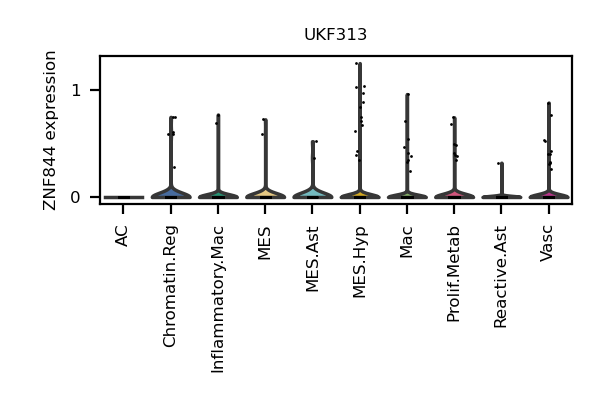 UKF313
ZNF844 expression
1
0
AC
Chromatin.Reg
Inflammatory.Mac
MES
MES.Ast
MES.Hyp
Mac
Prolif.Metab
Reactive.Ast
Vasc